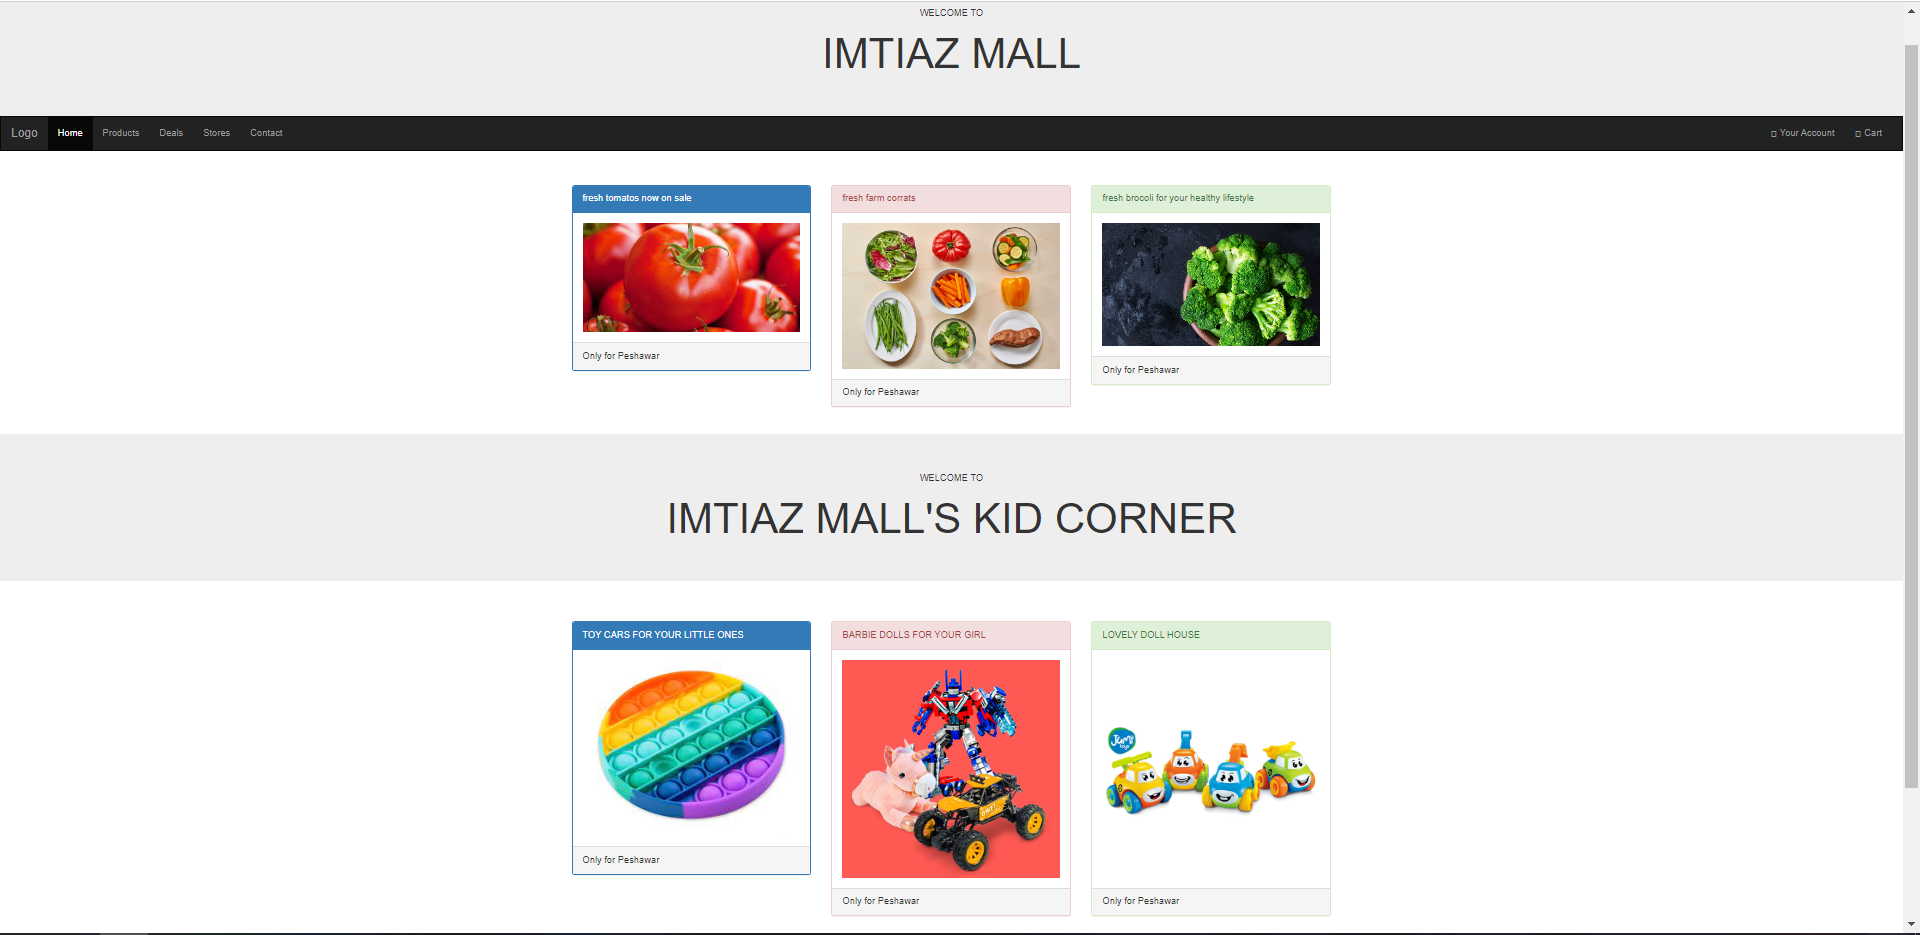 WELCOME TO
IMTIAZ MALL
Logo Home Products Deals Stores Contact Your Account Cart
fresh tomatos now on sale
fresh farm corrats
fresh brocoli for your healthy lifestyle
Only for Peshawar
Only for Peshawar
Only for Peshawar
WELCOME TO
IMTIAZ MALL'S KID CORNER
TOY CARS FOR YOUR LITTLE ONES
BARBIE DOLLS FOR YOUR GIRL
LOVELY DOLL HOUSE
Only for Peshawar
Only for Peshawar
Only for Peshawar